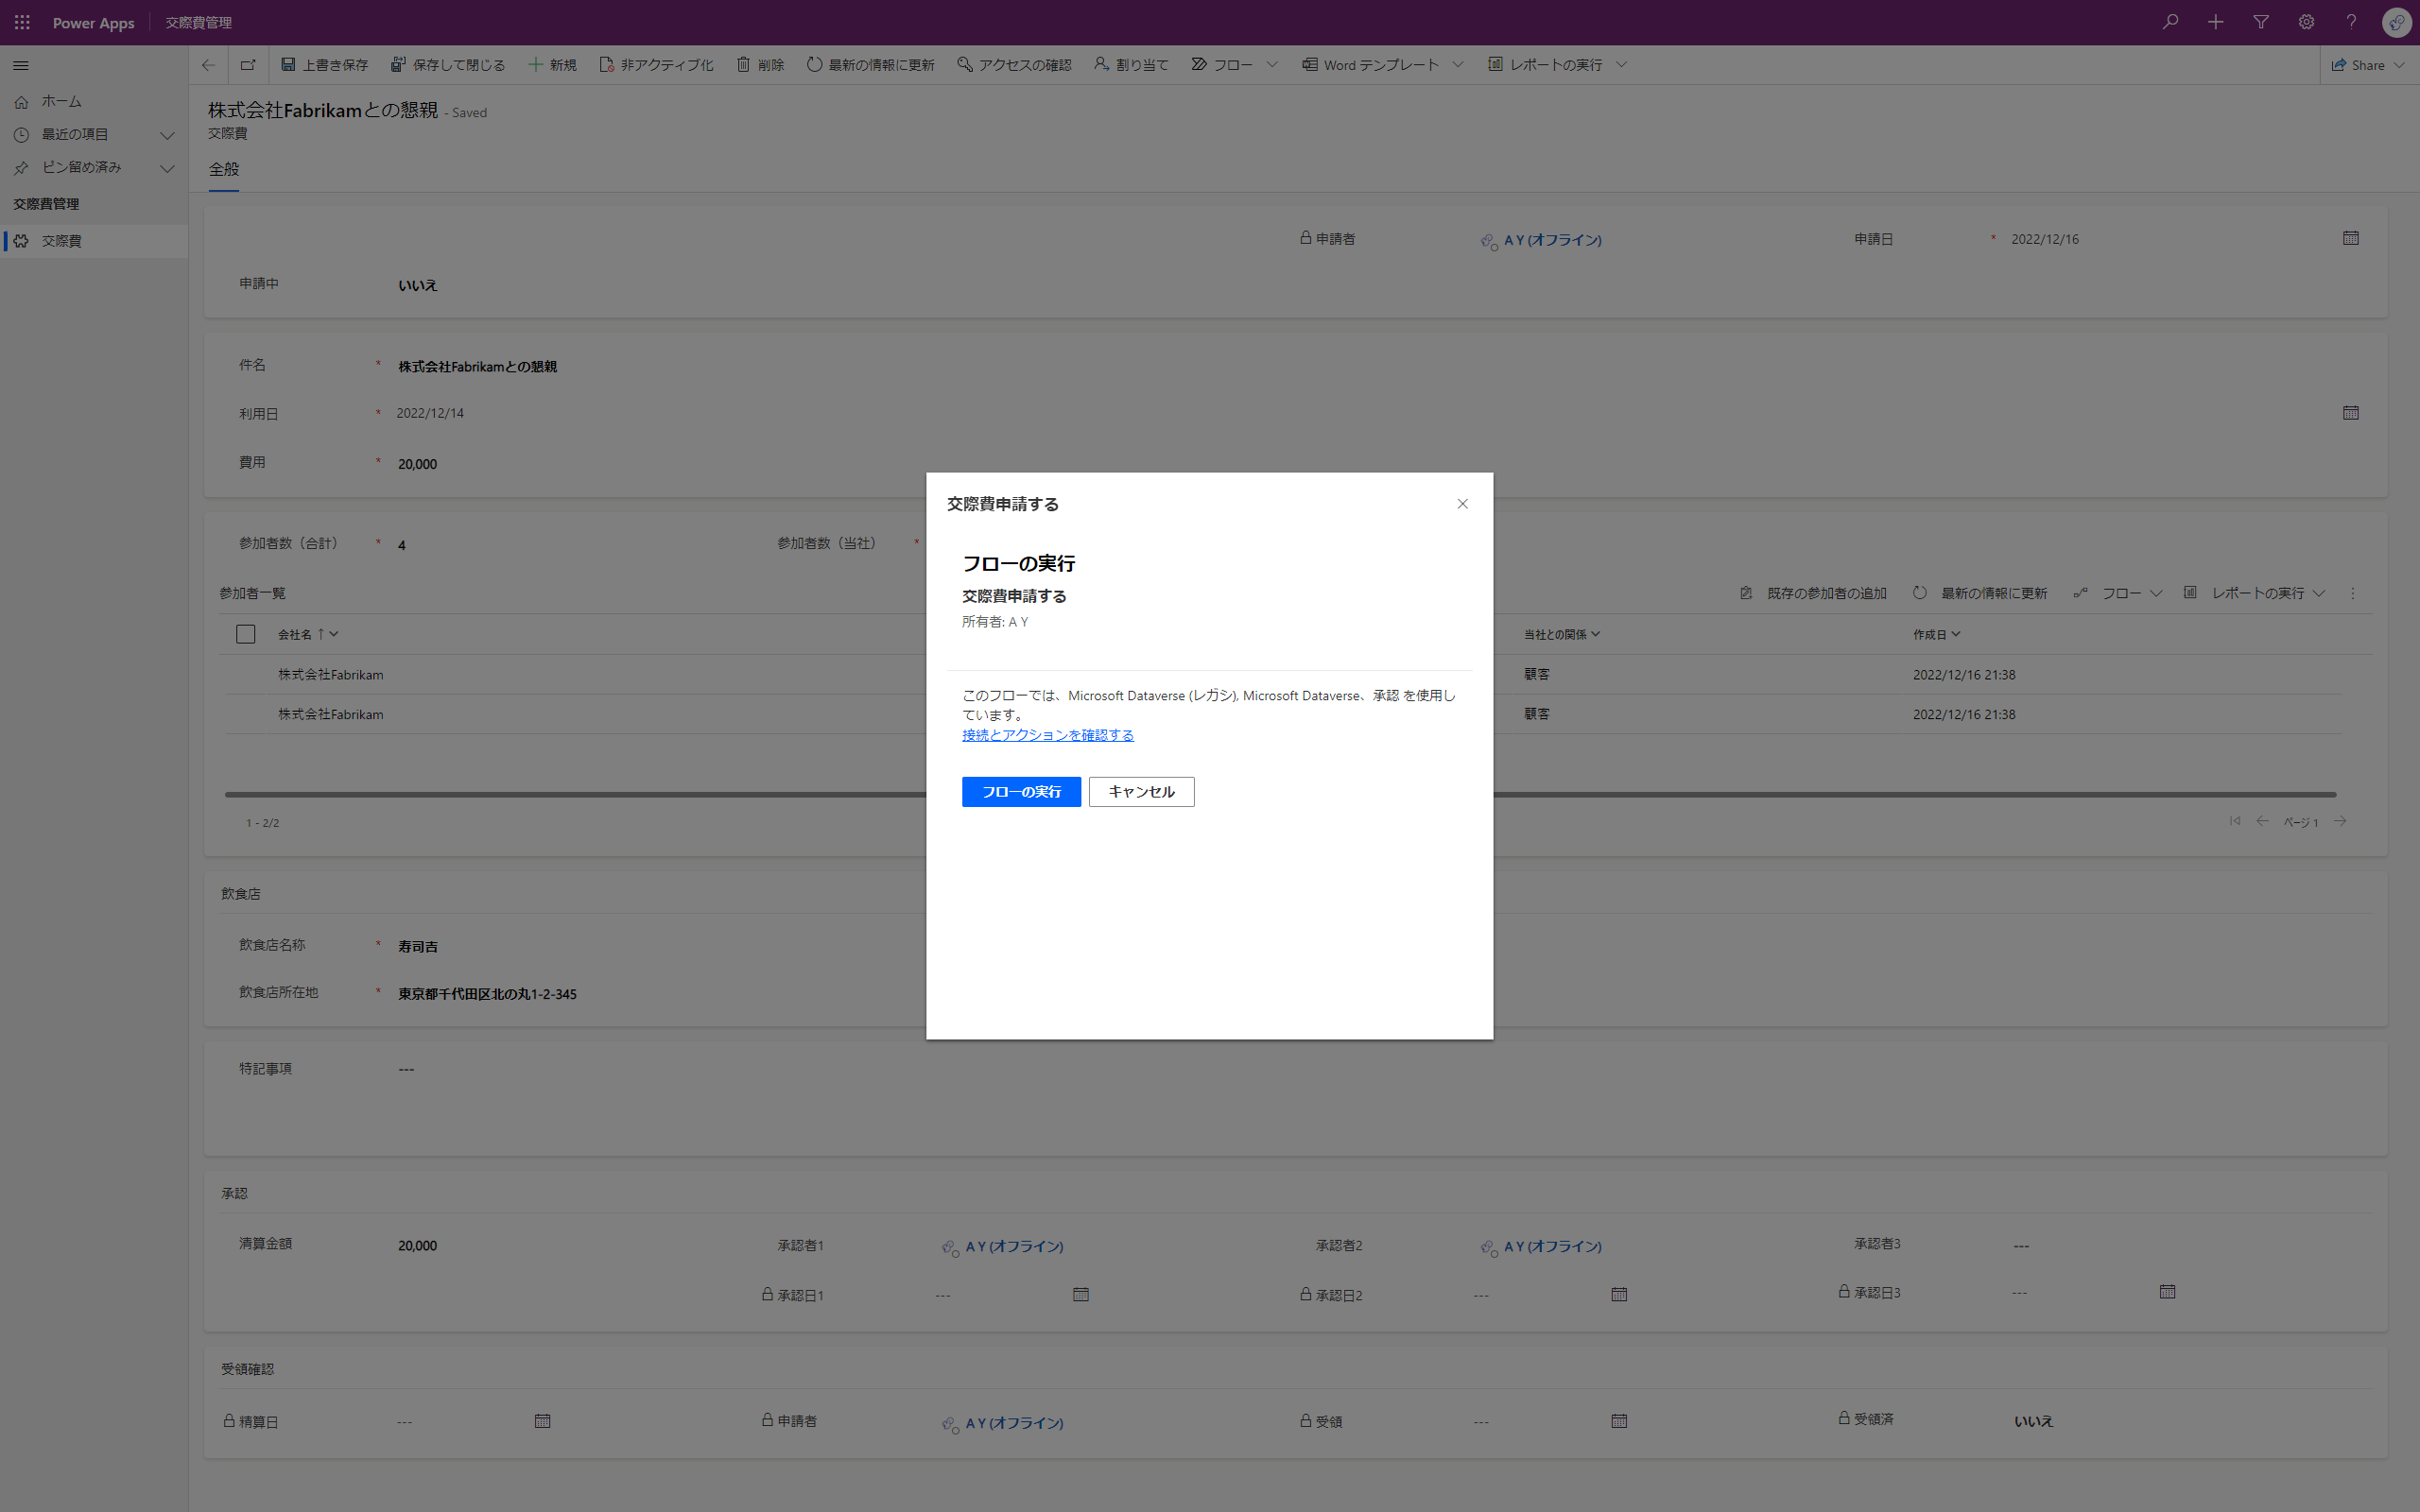 Power Apps 交際費管理
上書き保存 保存して閉じる 新規 非アクティブ化 削除 最新の情報に更新 アクセスの確認 割り当て フロー Word テンプレート レポートの実行 Share
ホーム
最近の項目
ピン留め済み
交際費管理
交際費
株式会社Fabrikamとの懇親 - Saved
交際費
全般
申請者 A Y (オフライン) 申請日 * 2022/12/16
申請中 いいえ
件名 * 株式会社Fabrikamとの懇親
利用日 * 2022/12/14
費用 * 20,000
参加者数（合計） * 4 参加者数（当社） *
参加者一覧 既存の参加者の追加 最新の情報に更新 フロー レポートの実行
会社名 ↑ 当社との関係 作成日
株式会社Fabrikam 顧客 2022/12/16 21:38
株式会社Fabrikam 顧客 2022/12/16 21:38
1 - 2/2 ページ 1
交際費申請する
フローの実行
交際費申請する
所有者: A Y
このフローでは、Microsoft Dataverse (レガシ), Microsoft Dataverse、承認 を使用し
ています。
接続とアクションを確認する
フローの実行 キャンセル
飲食店
飲食店名称 * 寿司吉
飲食店所在地 * 東京都千代田区北の丸1-2-345
特記事項 ---
承認
清算金額 20,000 承認者1 A Y (オフライン) 承認者2 A Y (オフライン) 承認者3 ---
承認日1 --- 承認日2 --- 承認日3 ---
受領確認
精算日 --- 申請者 A Y (オフライン) 受領 --- 受領済 いいえ